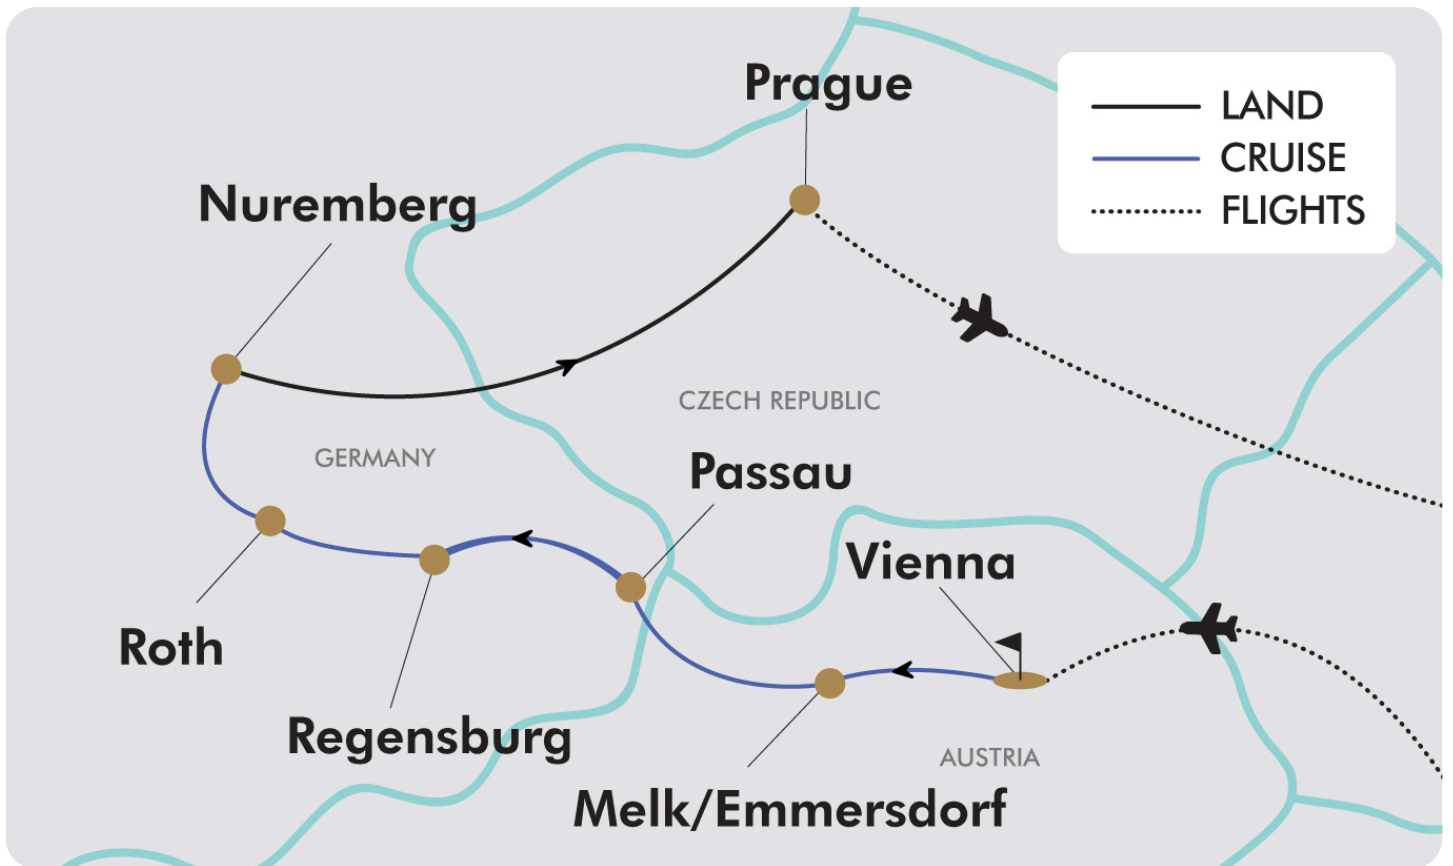 Prague
LAND
CRUISE
FLIGHTS
Nuremberg
CZECH REPUBLIC
GERMANY
Passau
Vienna
Roth
Regensburg
AUSTRIA
Melk/Emmersdorf